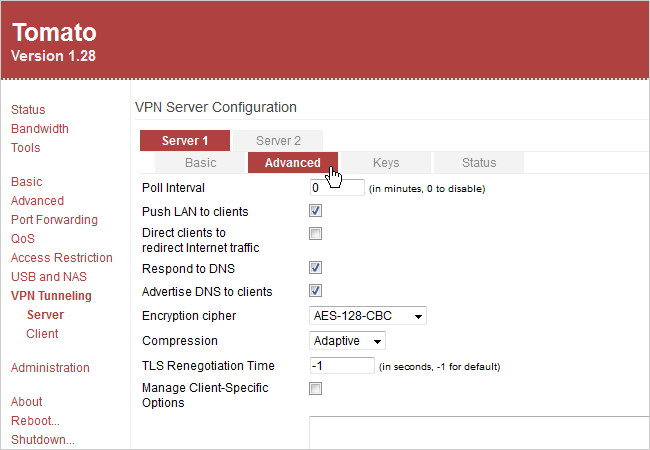 Tomato
Version 1.28
Status
Bandwidth
Tools
Basic
Advanced
Port Forwarding
QoS
Access Restriction
USB and NAS
VPN Tunneling
Server
Client
Administration
About
Reboot...
Shutdown...
VPN Server Configuration
Server 1 Server 2
Basic Advanced Keys Status
Poll Interval 0 (in minutes, 0 to disable)
Push LAN to clients
Direct clients to
redirect Internet traffic
Respond to DNS
Advertise DNS to clients
Encryption cipher AES-128-CBC
Compression Adaptive
TLS Renegotiation Time -1 (in seconds, -1 for default)
Manage Client-Specific
Options